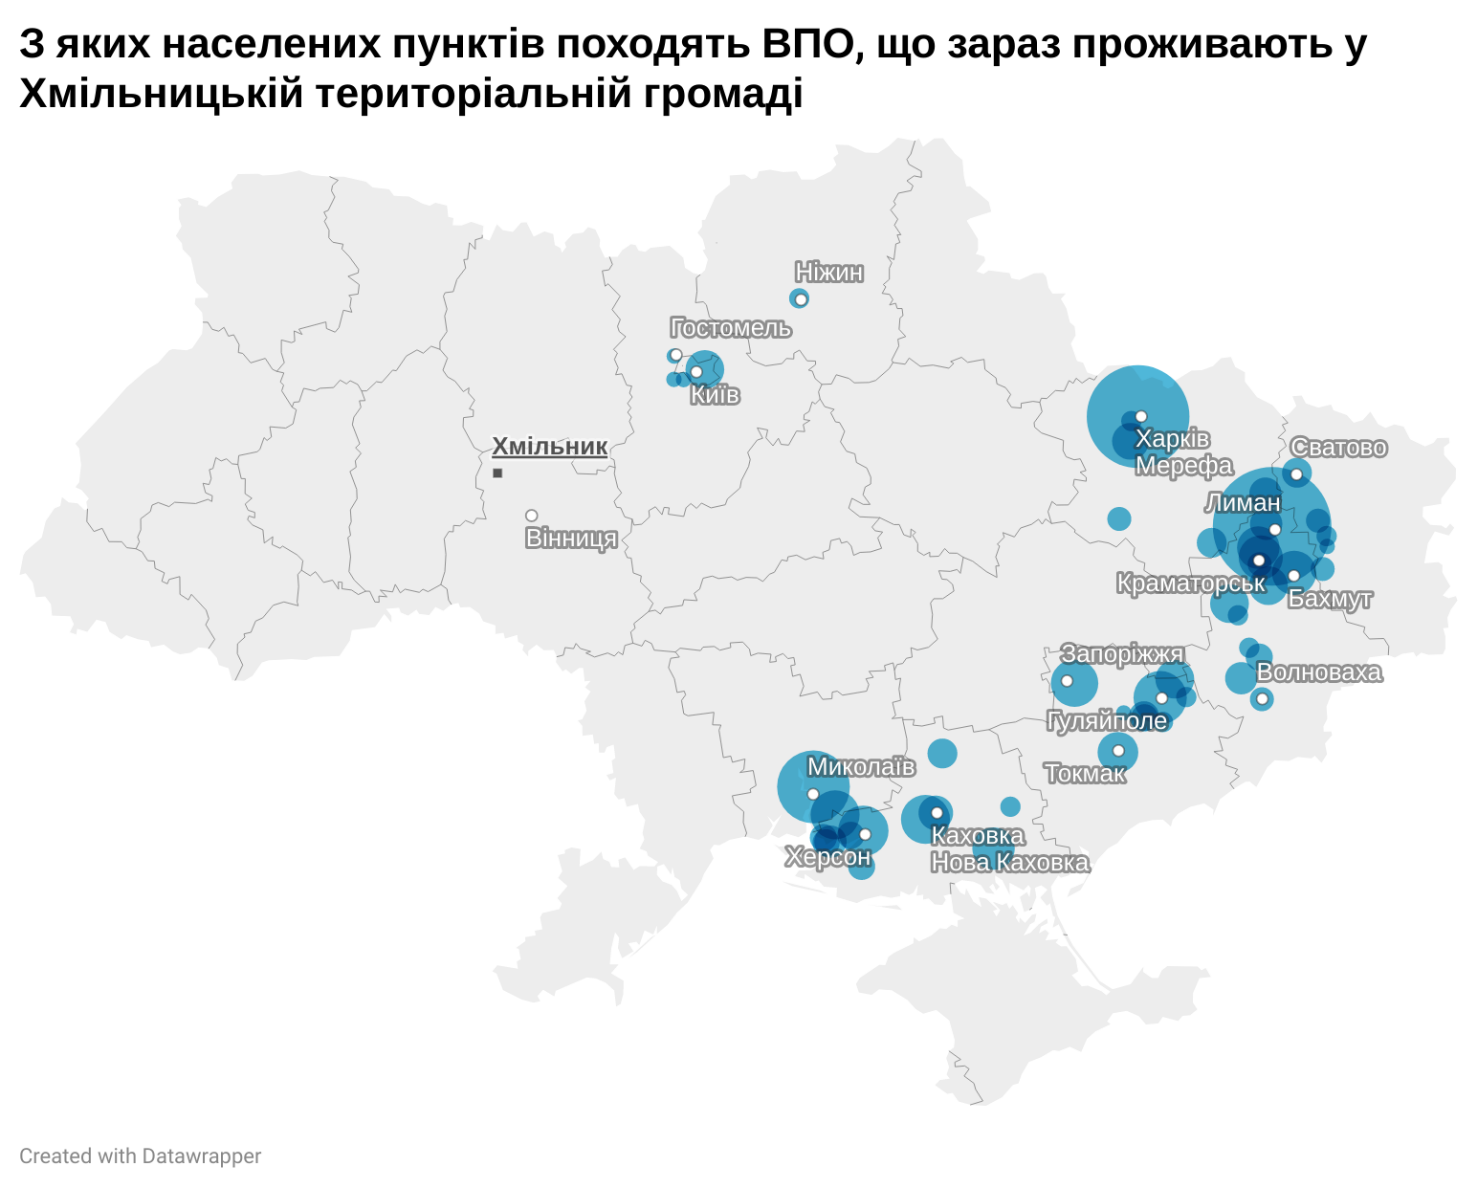 З яких населених пунктів походять ВПО, що зараз проживають у
Хмільницькій територіальній громаді
Ніжин
Гостомель
Київ
Хмільник
Вінниця
Харків
Мерефа
Сватово
Лиман
Краматорськ
Бахмут
Запоріжжя
Волноваха
Гуляйполе
Токмак
Миколаїв
Херсон
Каховка
Нова Каховка
Created with Datawrapper